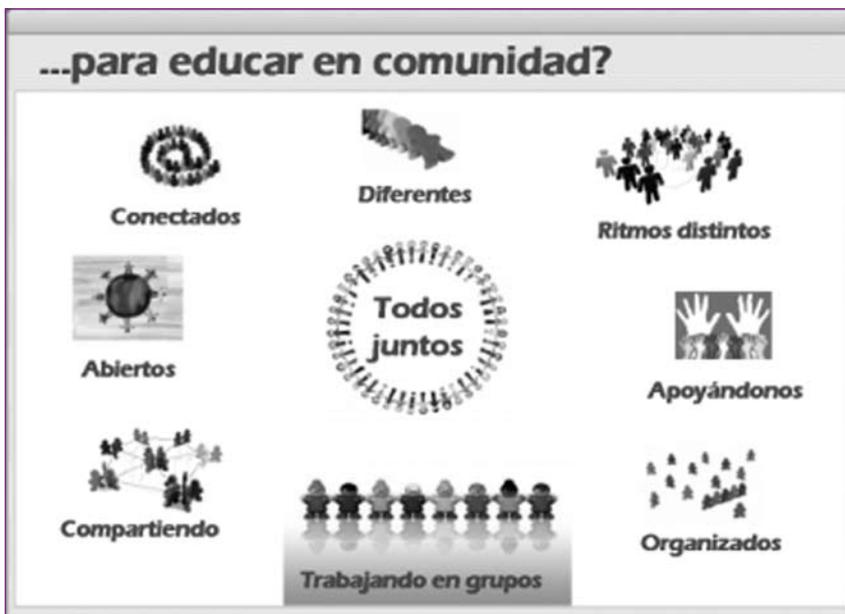 ...para educar en comunidad?
Conectados
Diferentes
Ritmos distintos
Abiertos
Todos
juntos
Apoyándonos
Compartiendo
Trabajando en grupos
Organizados